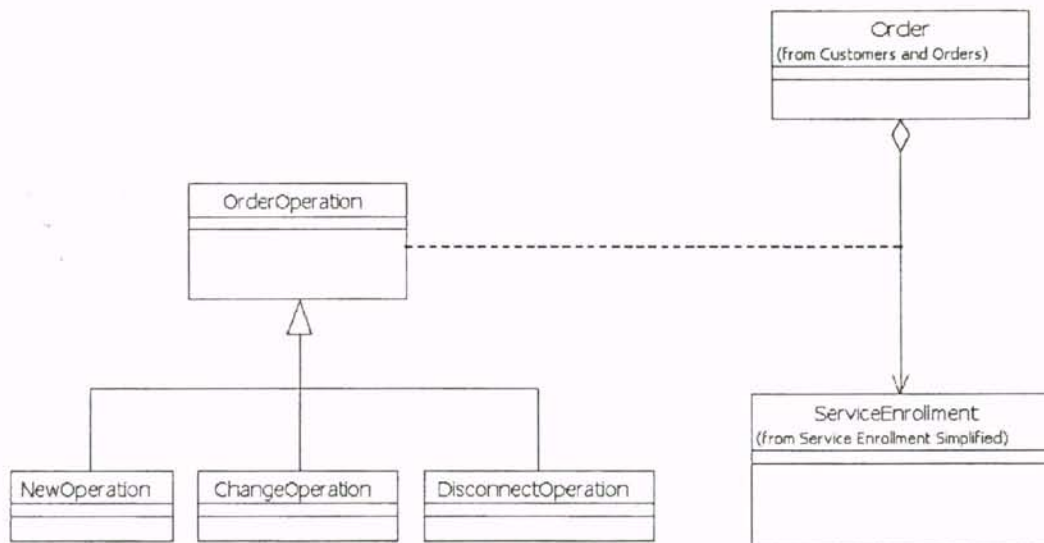 Order
(from Customers and Orders)
OrderOperation
ServiceEnrollment
(from Service Enrollment Simplified)
NewOperation
ChangeOperation
DisconnectOperation